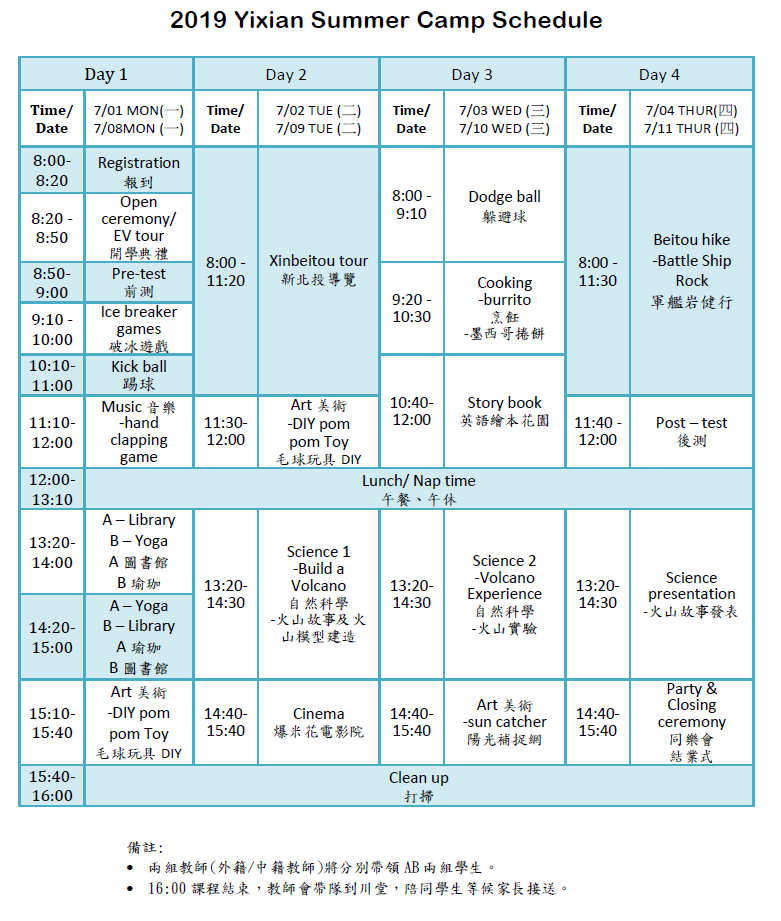 2019 Yixian Summer Camp Schedule
Day 1
Day 2
Day 3
Day 4
Time/
Date
7/01 MON(一)
7/08MON (一)
Time/
Date
7/02 TUE (二)
7/09 TUE (二)
Time/
Date
7/03 WED (三)
7/10 WED (三)
Time/
Date
7/04 THUR(四)
7/11 THUR (四)
8:00-
8:20
Registration
報到
8:20 -
8:50
Open
ceremony/
EV tour
開學典禮
8:50-
9:00
Pre-test
前測
9:10 -
10:00
Ice breaker
games
破冰遊戲
10:10-
11:00
Kick ball
踢球
11:10-
12:00
Music 音樂
-hand
clapping
game
8:00 -
11:20
Xinbeitou tour
新北投導覽
11:30-
12:00
Art 美術
-DIY pom
pom Toy
毛球玩具 DIY
8:00 -
9:10
Dodge ball
躲避球
9:20 -
10:30
Cooking
-burrito
烹飪
-墨西哥捲餅
10:40-
12:00
Story book
英語繪本花園
8:00 -
11:30
Beitou hike
-Battle Ship
Rock
軍艦岩健行
11:40 -
12:00
Post – test
後測
12:00-
13:10
Lunch/ Nap time
午餐、午休
13:20-
14:00
A – Library
B – Yoga
A 圖書館
B 瑜珈
14:20-
15:00
A – Yoga
B – Library
A 瑜珈
B 圖書館
15:10-
15:40
Art 美術
-DIY pom
pom Toy
毛球玩具 DIY
13:20-
14:30
Science 1
-Build a
Volcano
自然科學
-火山故事及火
山模型建造
14:40-
15:40
Cinema
爆米花電影院
13:20-
14:30
Science 2
-Volcano
Experience
自然科學
-火山實驗
14:40-
15:40
Art 美術
-sun catcher
陽光補捉網
13:20-
14:30
Science
presentation
-火山故事發表
14:40-
15:40
Party &
Closing
ceremony
同樂會
結業式
15:40-
16:00
Clean up
打掃
備註:
• 兩組教師(外籍/中籍教師)將分別帶領 AB 兩組學生。
• 16:00 課程結束，教師會帶隊到川堂，陪同學生等候家長接送。